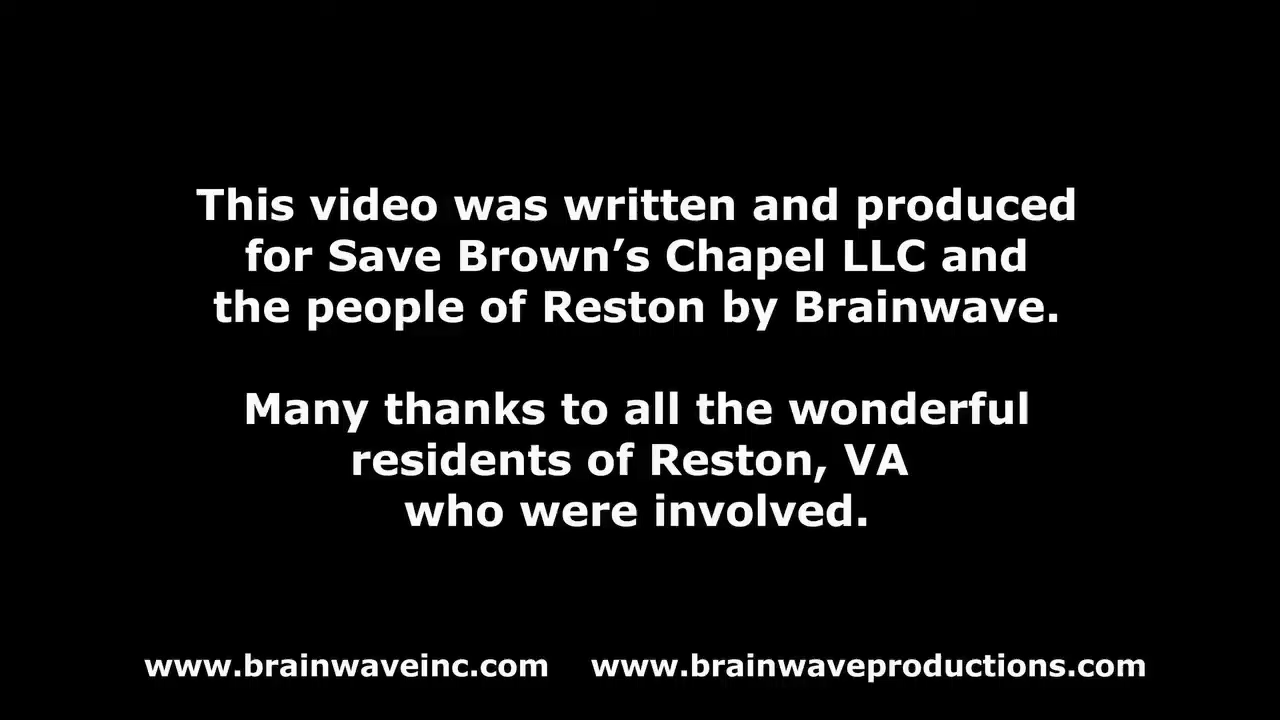 This video was written and produced
for Save Brown’s Chapel LLC and
the people of Reston by Brainwave.
Many thanks to all the wonderful
residents of Reston, VA
who were involved.
www.brainwaveinc.com www.brainwaveproductions.com